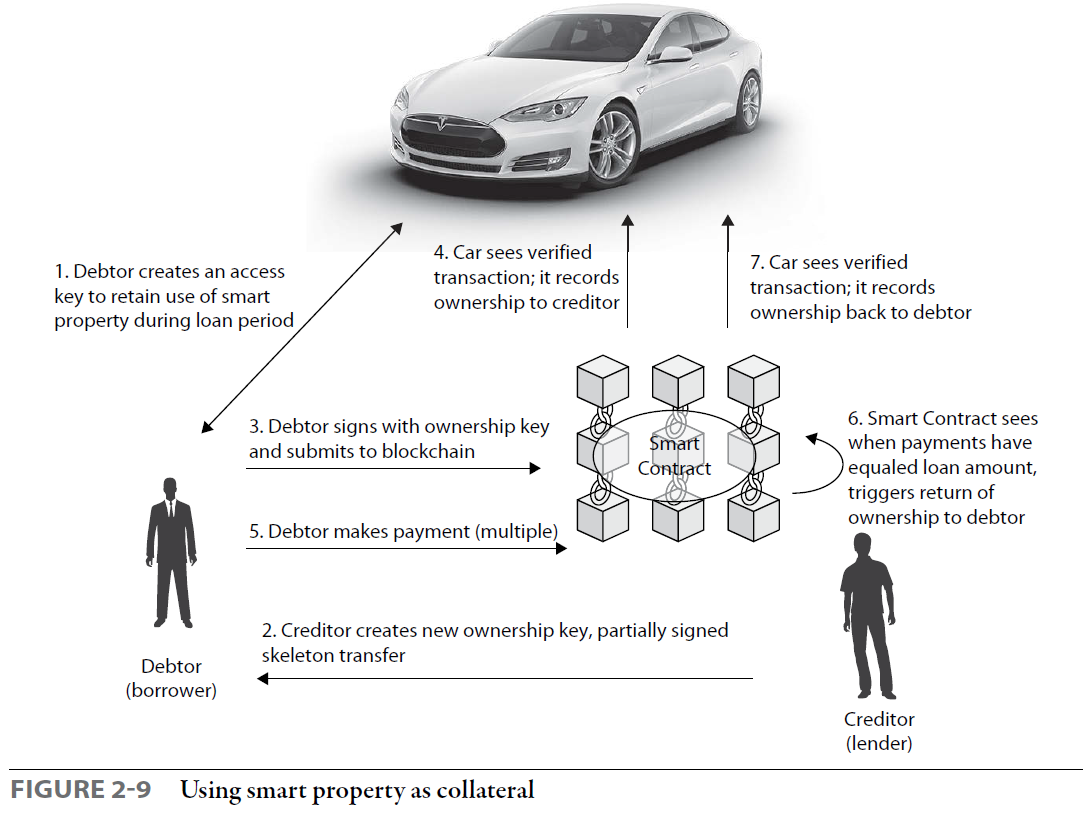 1. Debtor creates an access
key to retain use of smart
property during loan period
4. Car sees verified
transaction; it records
ownership to creditor
7. Car sees verified
transaction; it records
ownership back to debtor
3. Debtor signs with ownership key
and submits to blockchain
Smart
Contract
6. Smart Contract sees
when payments have
equaled loan amount,
triggers return of
ownership to debtor
5. Debtor makes payment (multiple)
2. Creditor creates new ownership key, partially signed
skeleton transfer
Debtor
(borrower)
Creditor
(lender)
FIGURE 2-9 Using smart property as collateral